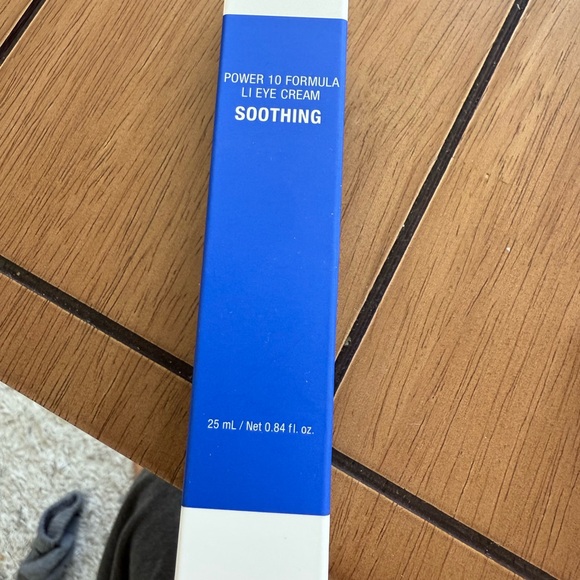 POWER 10 FORMULA
LI EYE CREAM
SOOTHING
25 mL / Net 0.84 fl. oz.